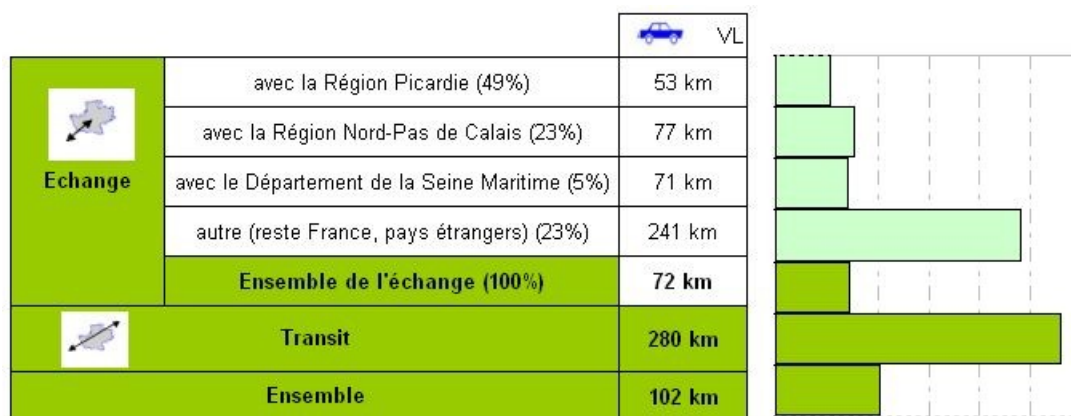 VL
avec la Région Picardie (49%) 53 km
avec la Région Nord-Pas de Calais (23%) 77 km
Echange
avec le Département de la Seine Maritime (5%) 71 km
autre (reste France, pays étrangers) (23%) 241 km
Ensemble de l'échange (100%) 72 km
Transit 280 km
Ensemble 102 km